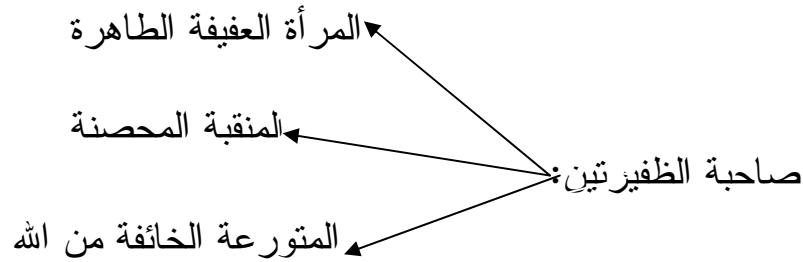 المرأة العفيفة الطاهرة
المنقبة المحصنة
صاحبة الظفيرتينِ:
المتورعة الخائفة من الله